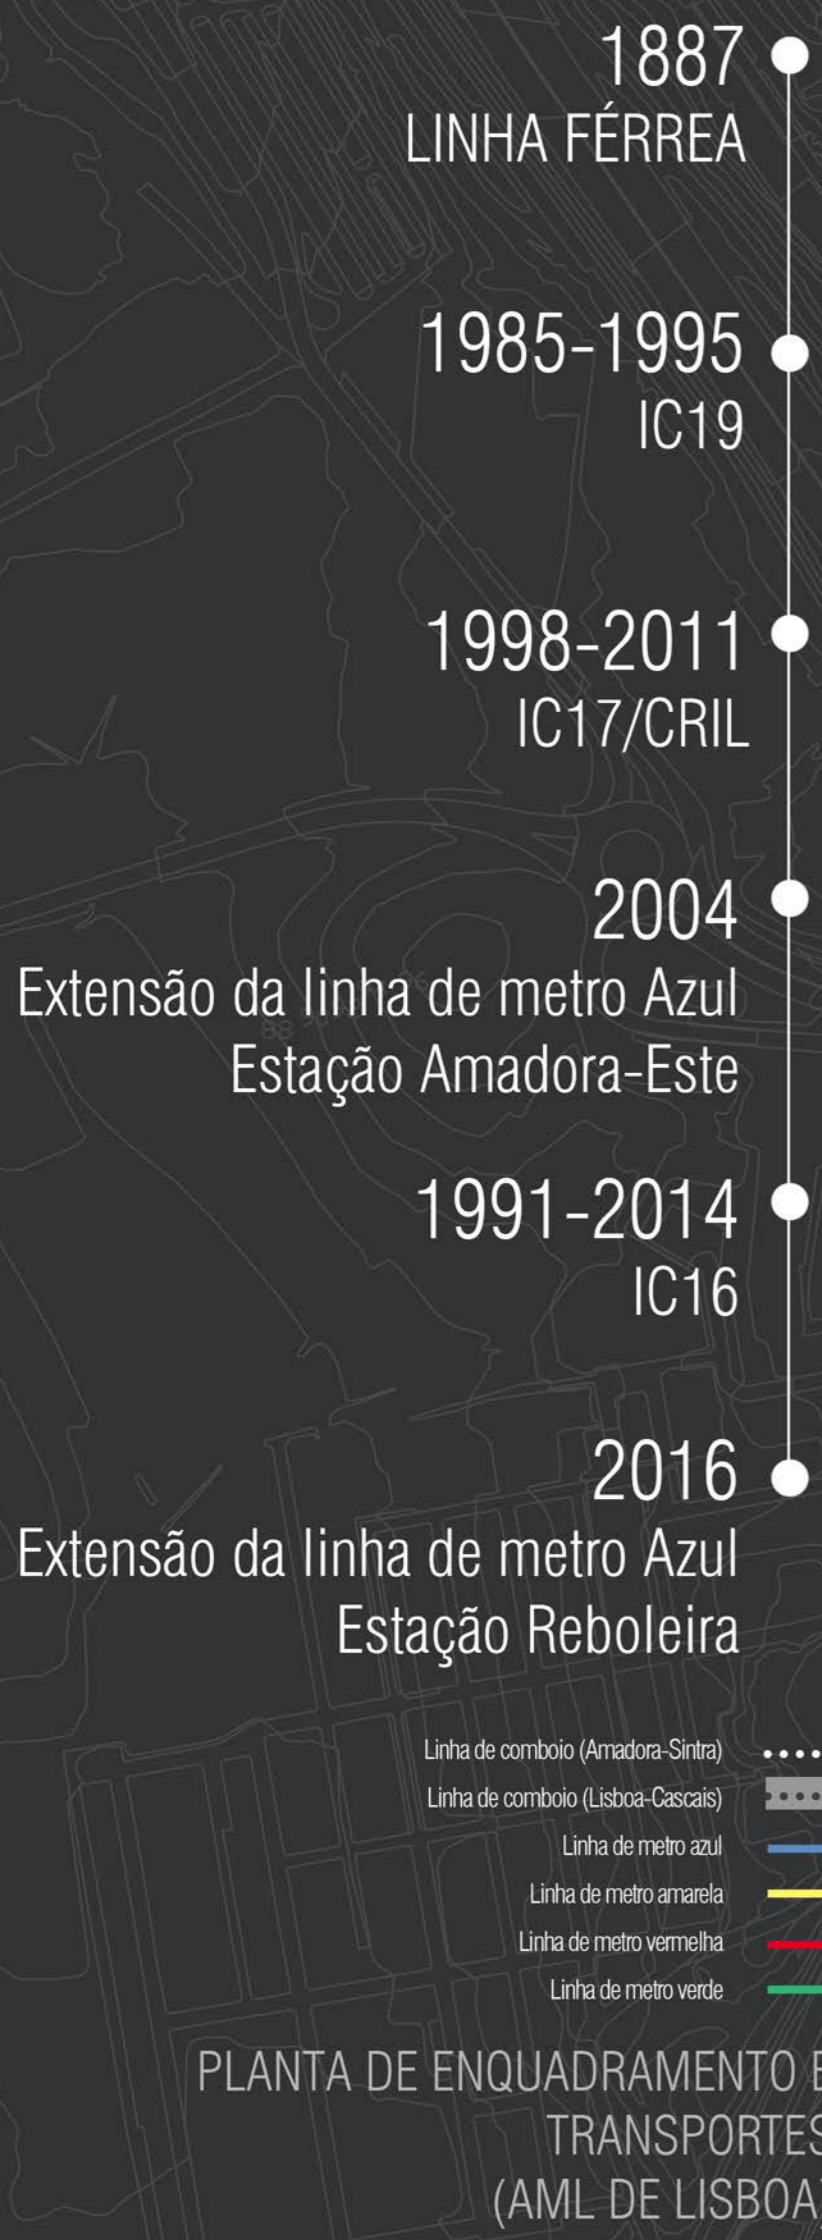 1887
LINHA FÉRREA
1985-1995
IC19
1998-2011
IC17/CRIL
2004
Extensão da linha de metro Azul
Estação Amadora-Este
1991-2014
IC16
2016
Extensão da linha de metro Azul
Estação Reboleira
Linha de comboio (Amadora-Sintra)
Linha de comboio (Lisboa-Cascais)
Linha de metro azul
Linha de metro amarela
Linha de metro vermelha
Linha de metro verde
PLANTA DE ENQUADRAMENTO E
TRANSPORTES
(AML DE LISBOA)